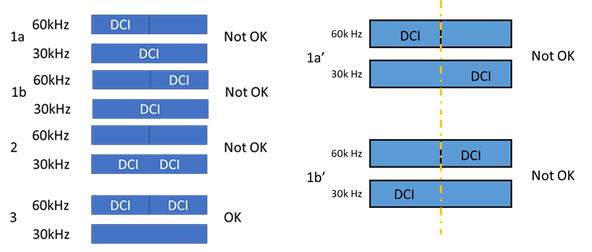 1a
60kHz DCI
30kHz DCI
Not OK
1b
60kHz DCI
30kHz DCI
Not OK
2
60kHz
30kHz DCI DCI
Not OK
3
60kHz DCI DCI
30kHz
OK
1a’
60k Hz DCI
30k Hz DCI
Not OK
1b’
60k Hz DCI
30k Hz DCI
Not OK